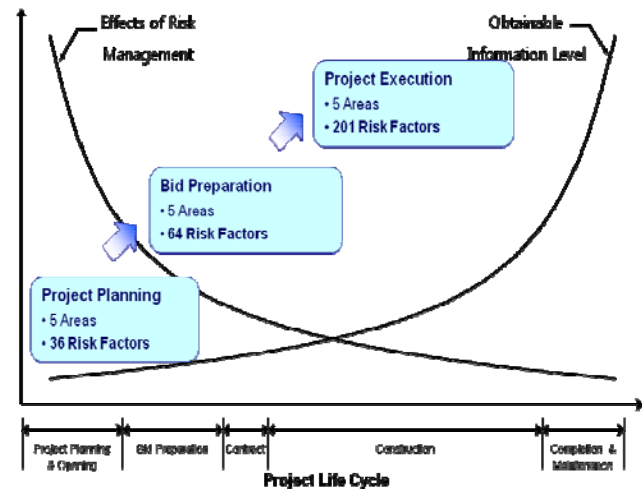 Effects of Risk
Management
Obtainable
Information Level
Project Execution
• 5 Areas
• 201 Risk Factors
Bid Preparation
• 5 Areas
• 64 Risk Factors
Project Planning
• 5 Areas
• 36 Risk Factors
Project Planning
& Opening
Bid Preparation
Contract
Construction
Completion &
Maintenance
Project Life Cycle